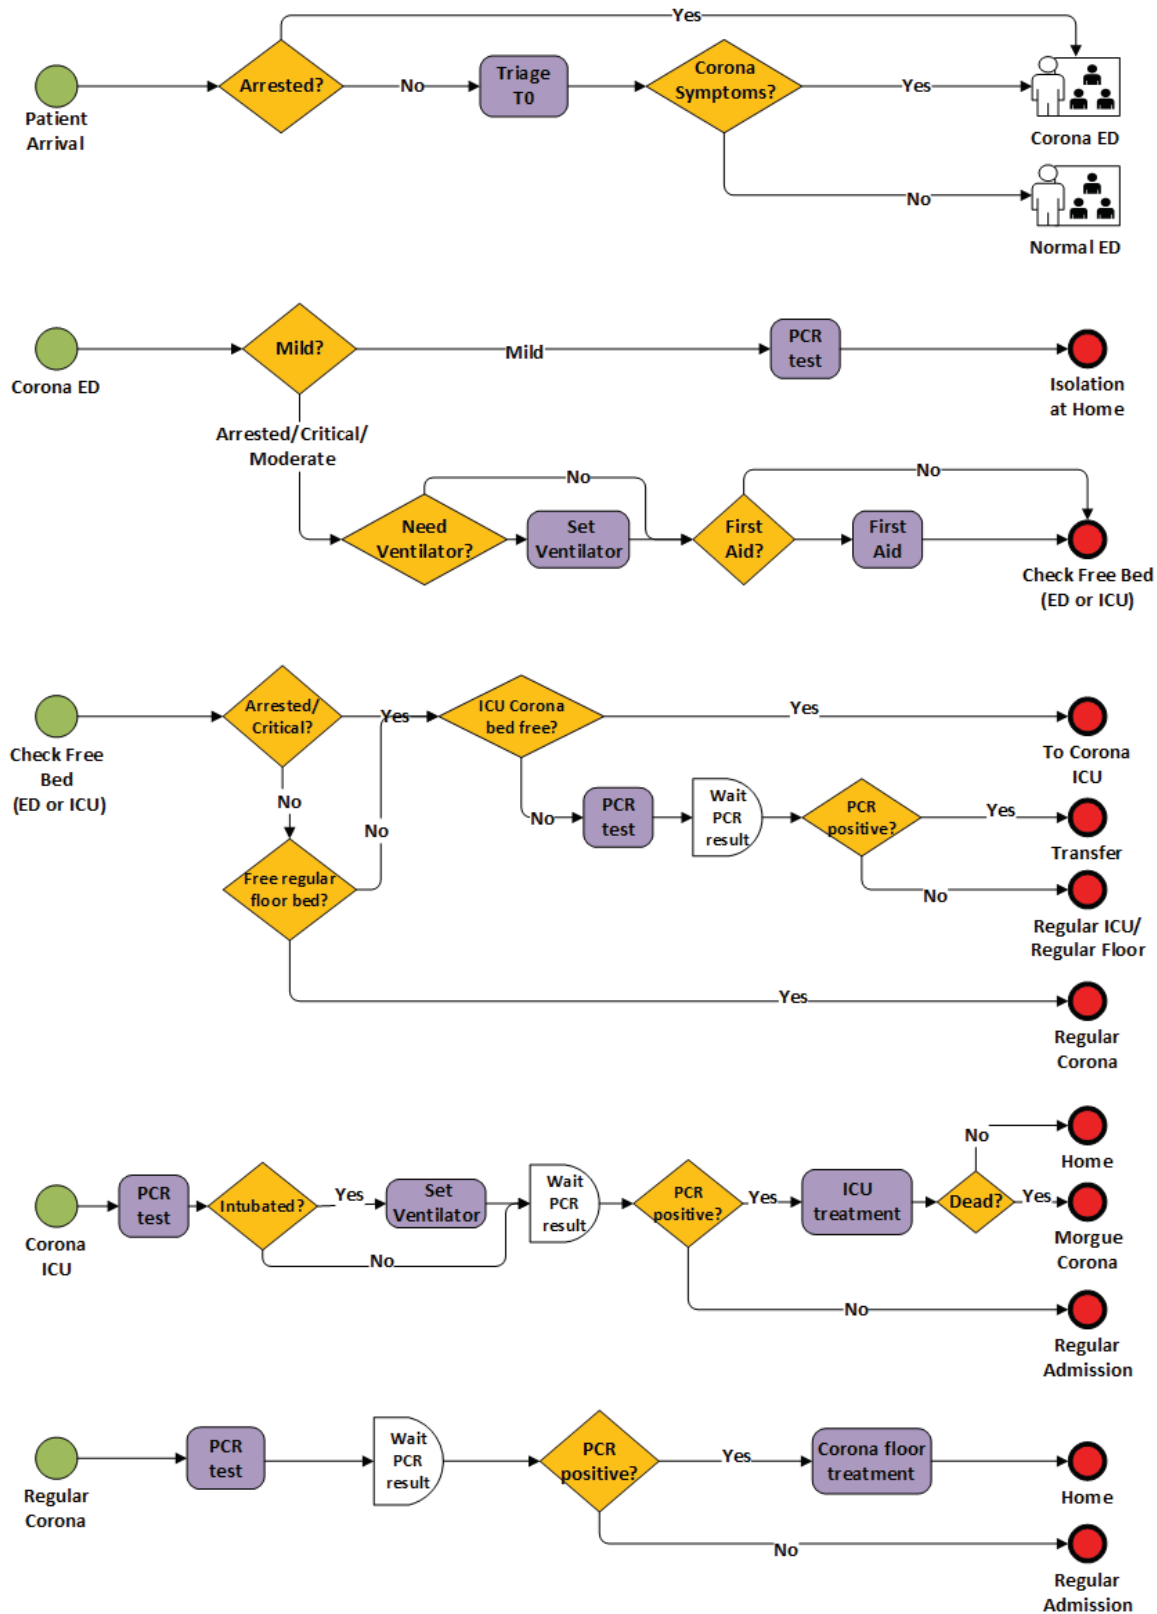 Yes
Arrested?
No
Triage
T0
Corona
Symptoms?
Yes
Patient
Arrival
Corona ED
No
Normal ED
Mild?
Mild
PCR
test
Corona ED
Isolation
at Home
Arrested/Critical/
Moderate
No
No
Need
Ventilator?
Set
Ventilator
First
Aid?
First
Aid
Check Free Bed
(ED or ICU)
Arrested/
Critical?
Yes
ICU Corona
bed free?
Yes
Check Free
Bed
(ED or ICU)
To Corona
ICU
No
No
No
PCR
test
Wait
PCR
result
PCR
positive?
Yes
Transfer
Free regular
floor bed?
No
Regular ICU/
Regular Floor
Yes
Regular
Corona
No
Home
PCR
test
Intubated?
Yes
Set
Ventilator
Wait
PCR
result
PCR
positive?
Yes
ICU
treatment
Dead?
Yes
Corona
ICU
No
Morgue
Corona
No
Regular
Admission
PCR
test
Wait
PCR
result
PCR
positive?
Yes
Corona floor
treatment
Regular
Corona
Home
No
Regular
Admission